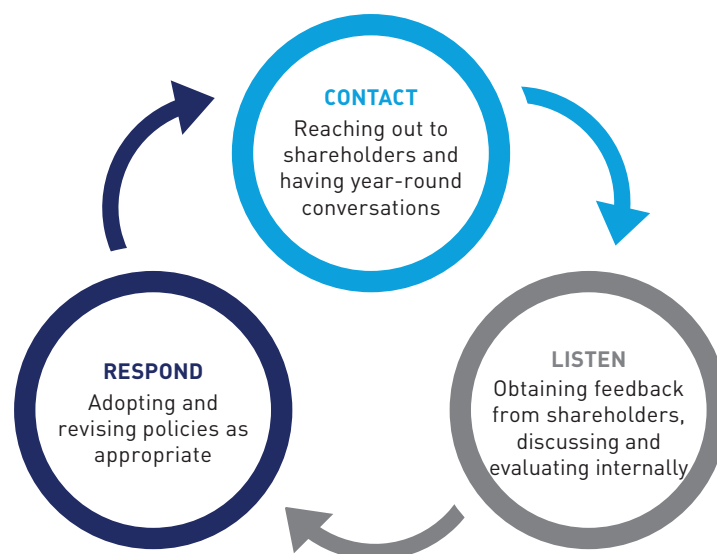 CONTACT
Reaching out to
shareholders and
having year-round
conversations
RESPOND
Adopting and
revising policies as
appropriate
LISTEN
Obtaining feedback
from shareholders,
discussing and
evaluating internally